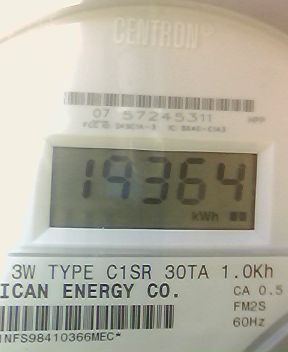 CENTRON®
07 57245311 MPP
19364
kWh
3W TYPE C1SR 30TA 1.0Kh
ICAN ENERGY CO.
CA 0.5
FM2S
60Hz
NFS98410366MEC*